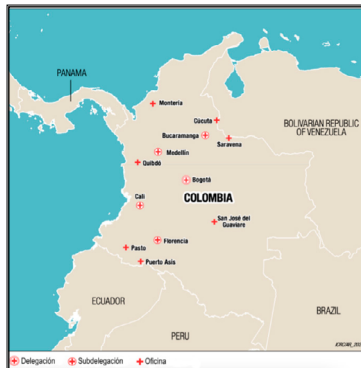 PANAMA
Montería
Cúcuta
Bucaramanga
Saravena
BOLIVARIAN REPUBLIC
OF VENEZUELA
Medellín
Quibdó
Bogotá
Cali
COLOMBIA
San José del
Guaviare
Florencia
Pasto
Puerto Asís
ECUADOR
BRAZIL
PERU
Delegación
Subdelegación
Oficina